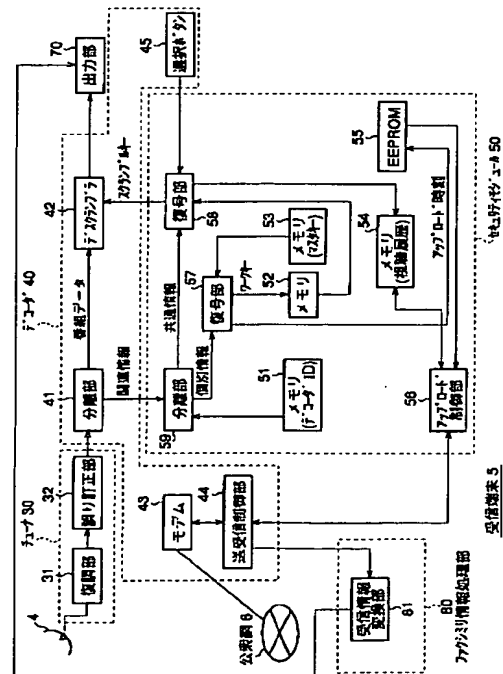 4
チューナ 30
31
復調部
32
誤り訂正部
デコーダ 40
41
分離部
番組データ
42
デスクランブラ
70
出力部
関連情報
スクランブルキー
45
選択ボタン
59
分離部
共通情報
個別情報
58
復号部
57
復号部
ワークキー
53
メモリ
(マスタキー)
52
メモリ
51
メモリ
(デコーダID)
54
メモリ
(視聴履歴)
55
EEPROM
アップロード時刻
56
アップロード
制御部
セキュリティモジュール 50
43
モデム
44
送受信制御部
公衆網 6
受信情報
変換部
81
80
ファクシミリ情報処理部
受信端末 5